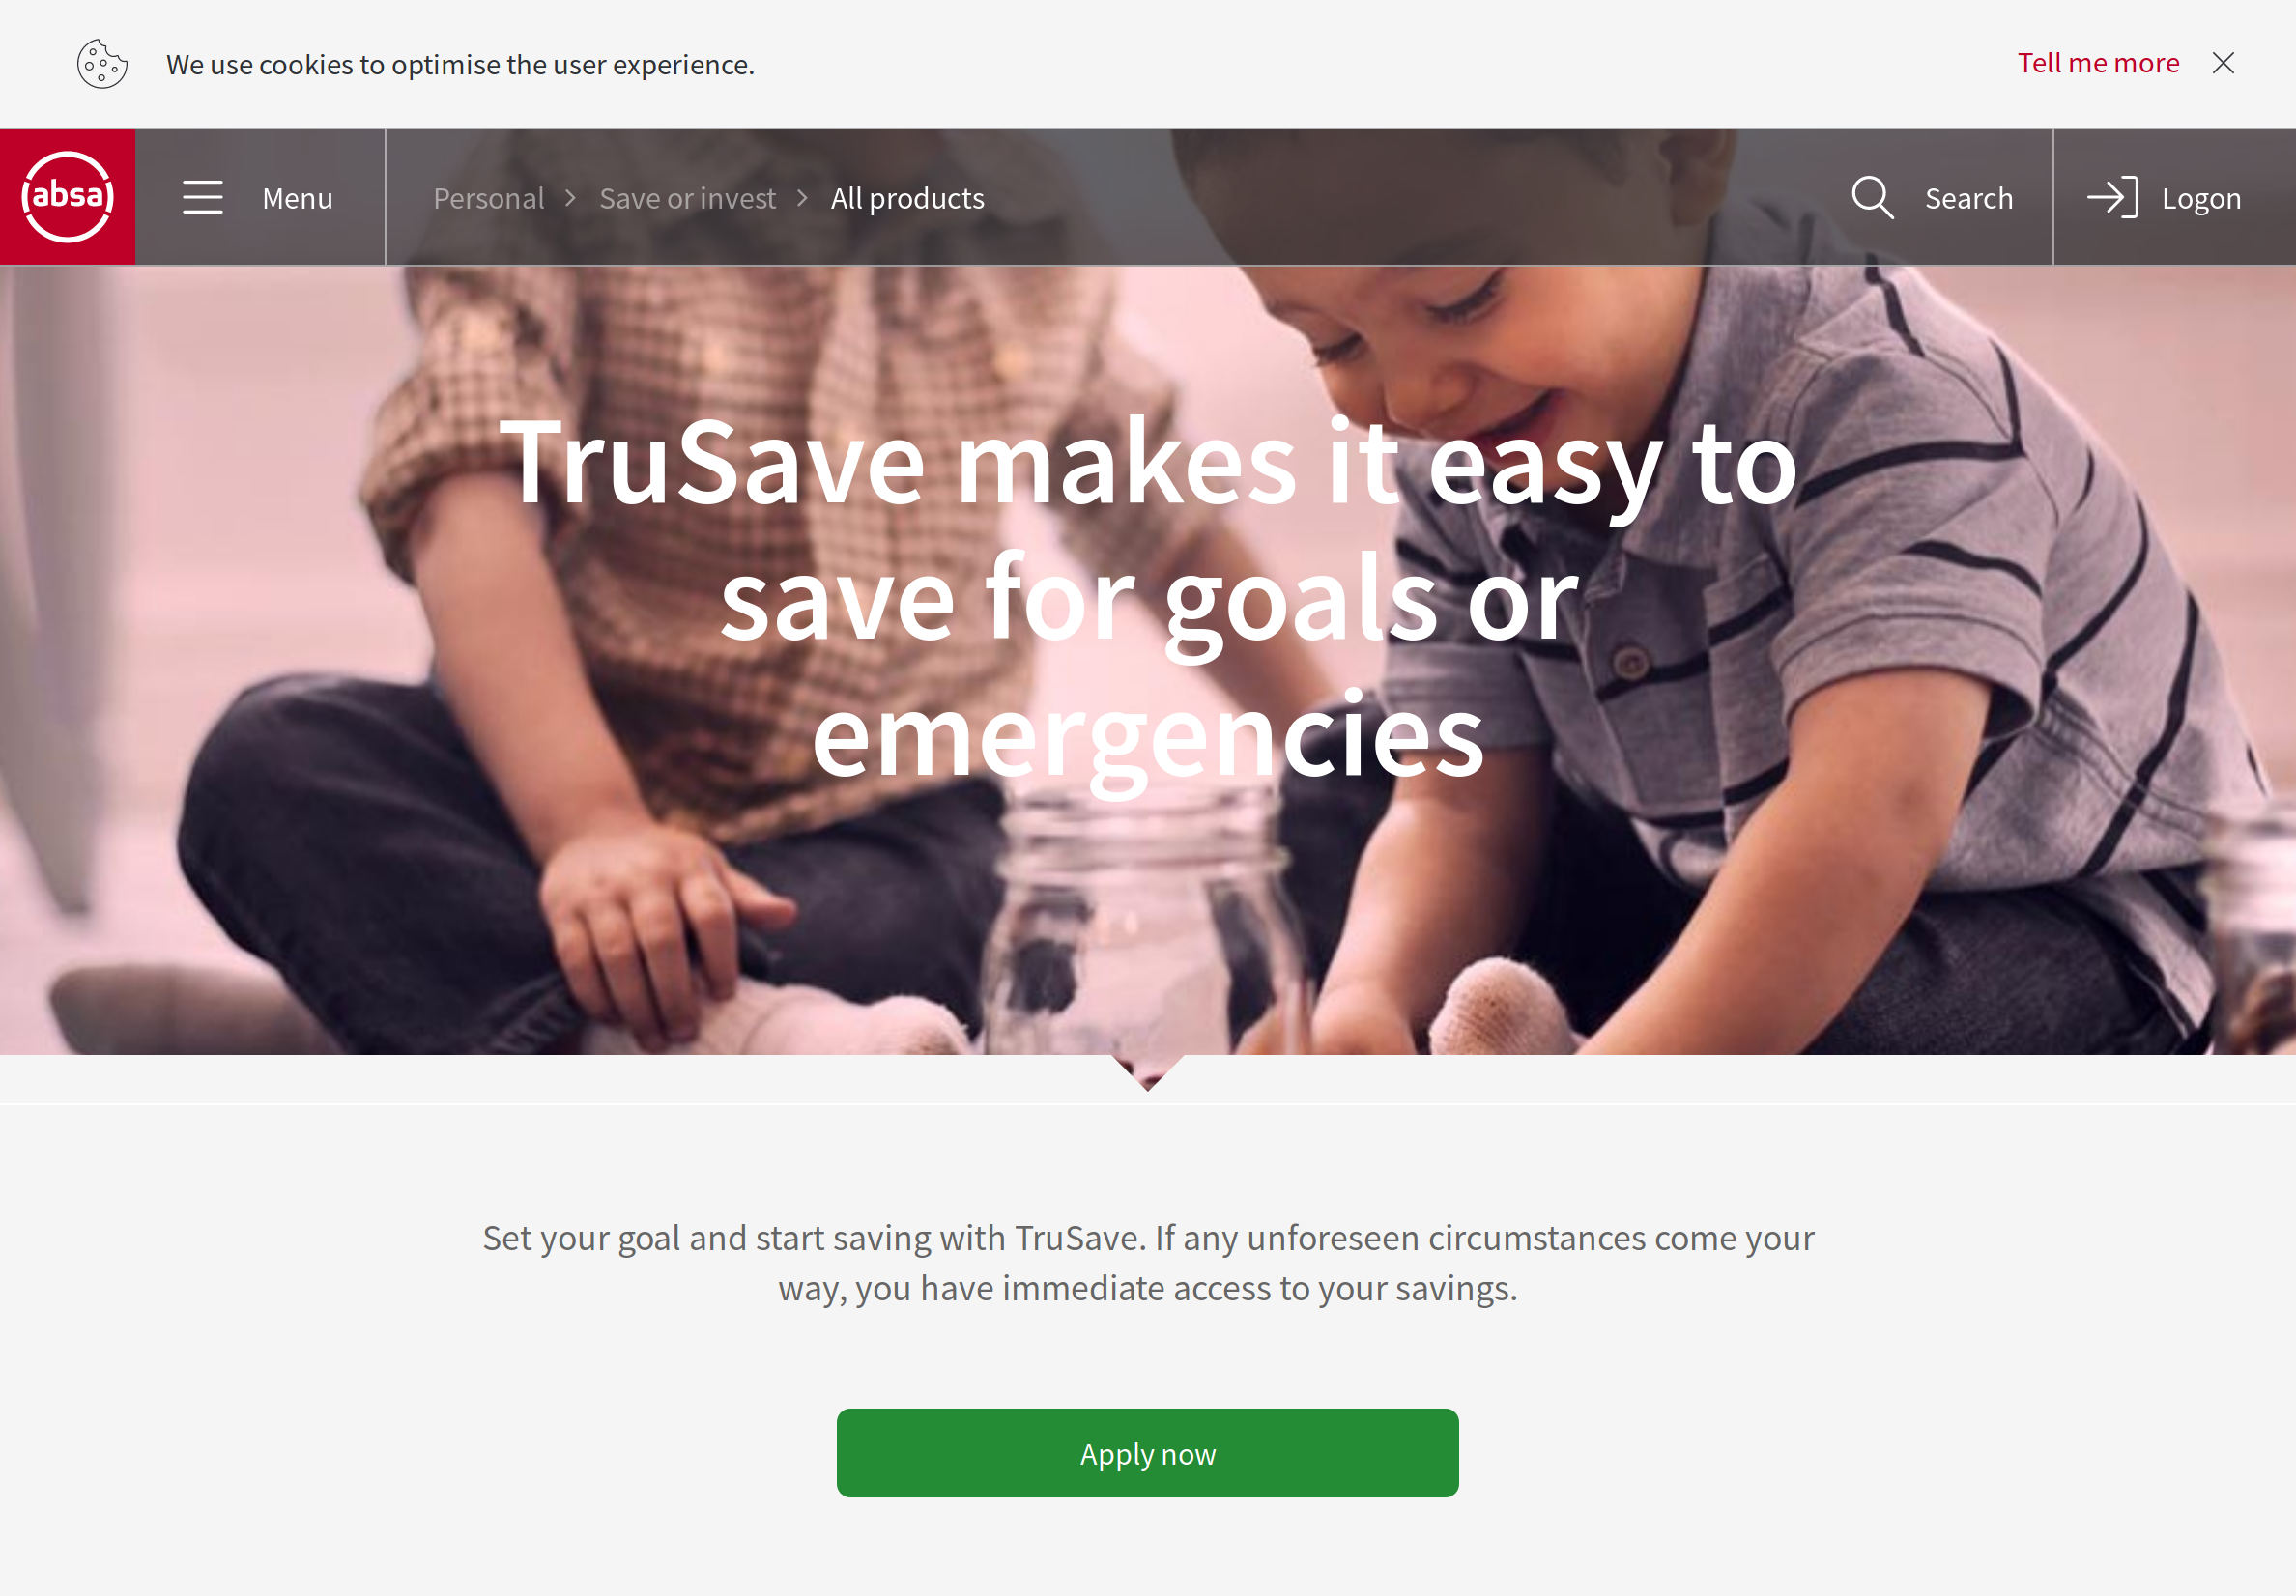 We use cookies to optimise the user experience.
Tell me more
absa
Menu
Personal
Save or invest
All products
Search
Logon
TruSave makes it easy to
save for goals or
emergencies
Set your goal and start saving with TruSave. If any unforeseen circumstances come your
way, you have immediate access to your savings.
Apply now